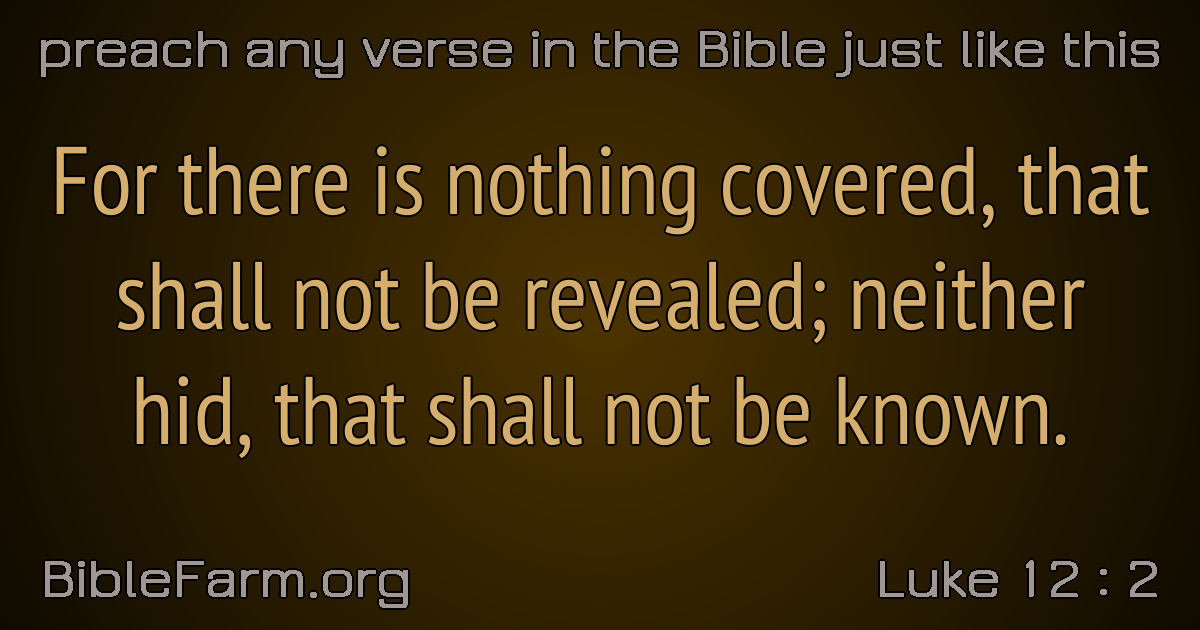 preach any verse in the Bible just like this
For there is nothing covered, that
shall not be revealed; neither
hid, that shall not be known.
BibleFarm.org
Luke 12 : 2